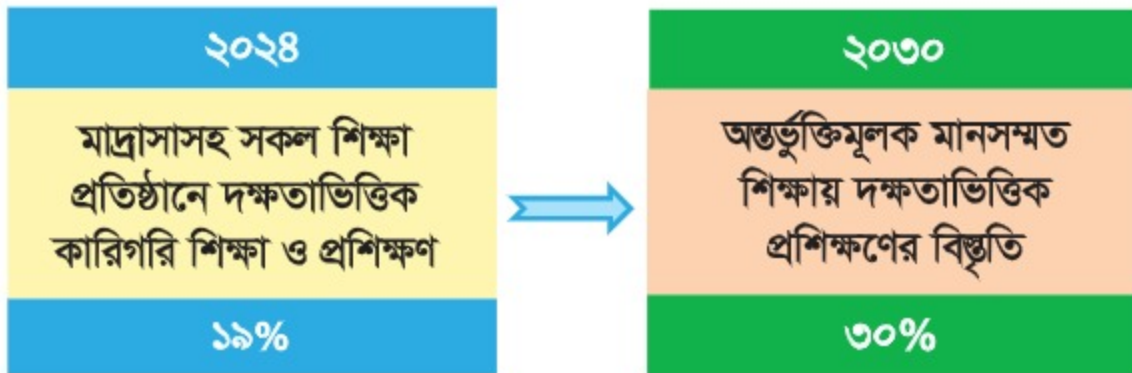 ২০২৪
মাদ্রাসাসহ সকল শিক্ষা
প্রতিষ্ঠানে দক্ষতাভিত্তিক
কারিগরি শিক্ষা ও প্রশিক্ষণ
১৯%
২০৩০
অন্তর্ভুক্তিমূলক মানসম্মত
শিক্ষায় দক্ষতাভিত্তিক
প্রশিক্ষণের বিস্তৃতি
৩০%